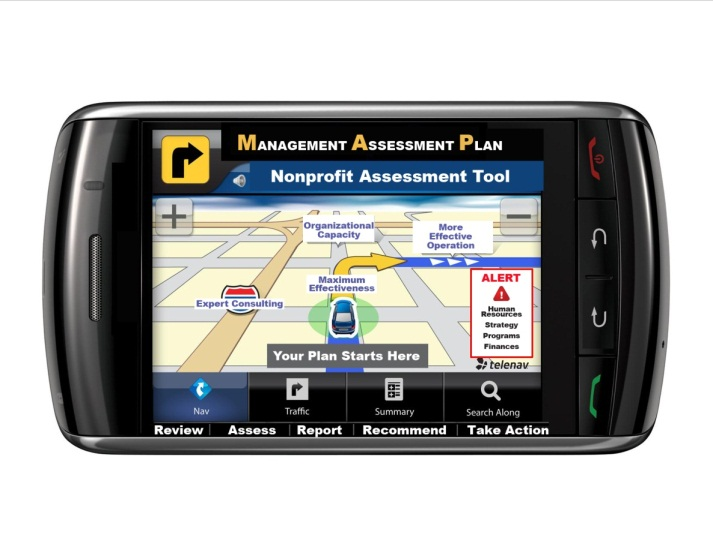 MANAGEMENT ASSESSMENT PLAN
Nonprofit Assessment Tool
Organizational
Capacity
More
Effective
Operation
Maximum
Effectiveness
Expert Consulting
ALERT
Human
Resources
Strategy
Programs
Finances
Your Plan Starts Here
telenav
Nav
Traffic
Summary
Search Along
Review
Assess
Report
Recommend
Take Action